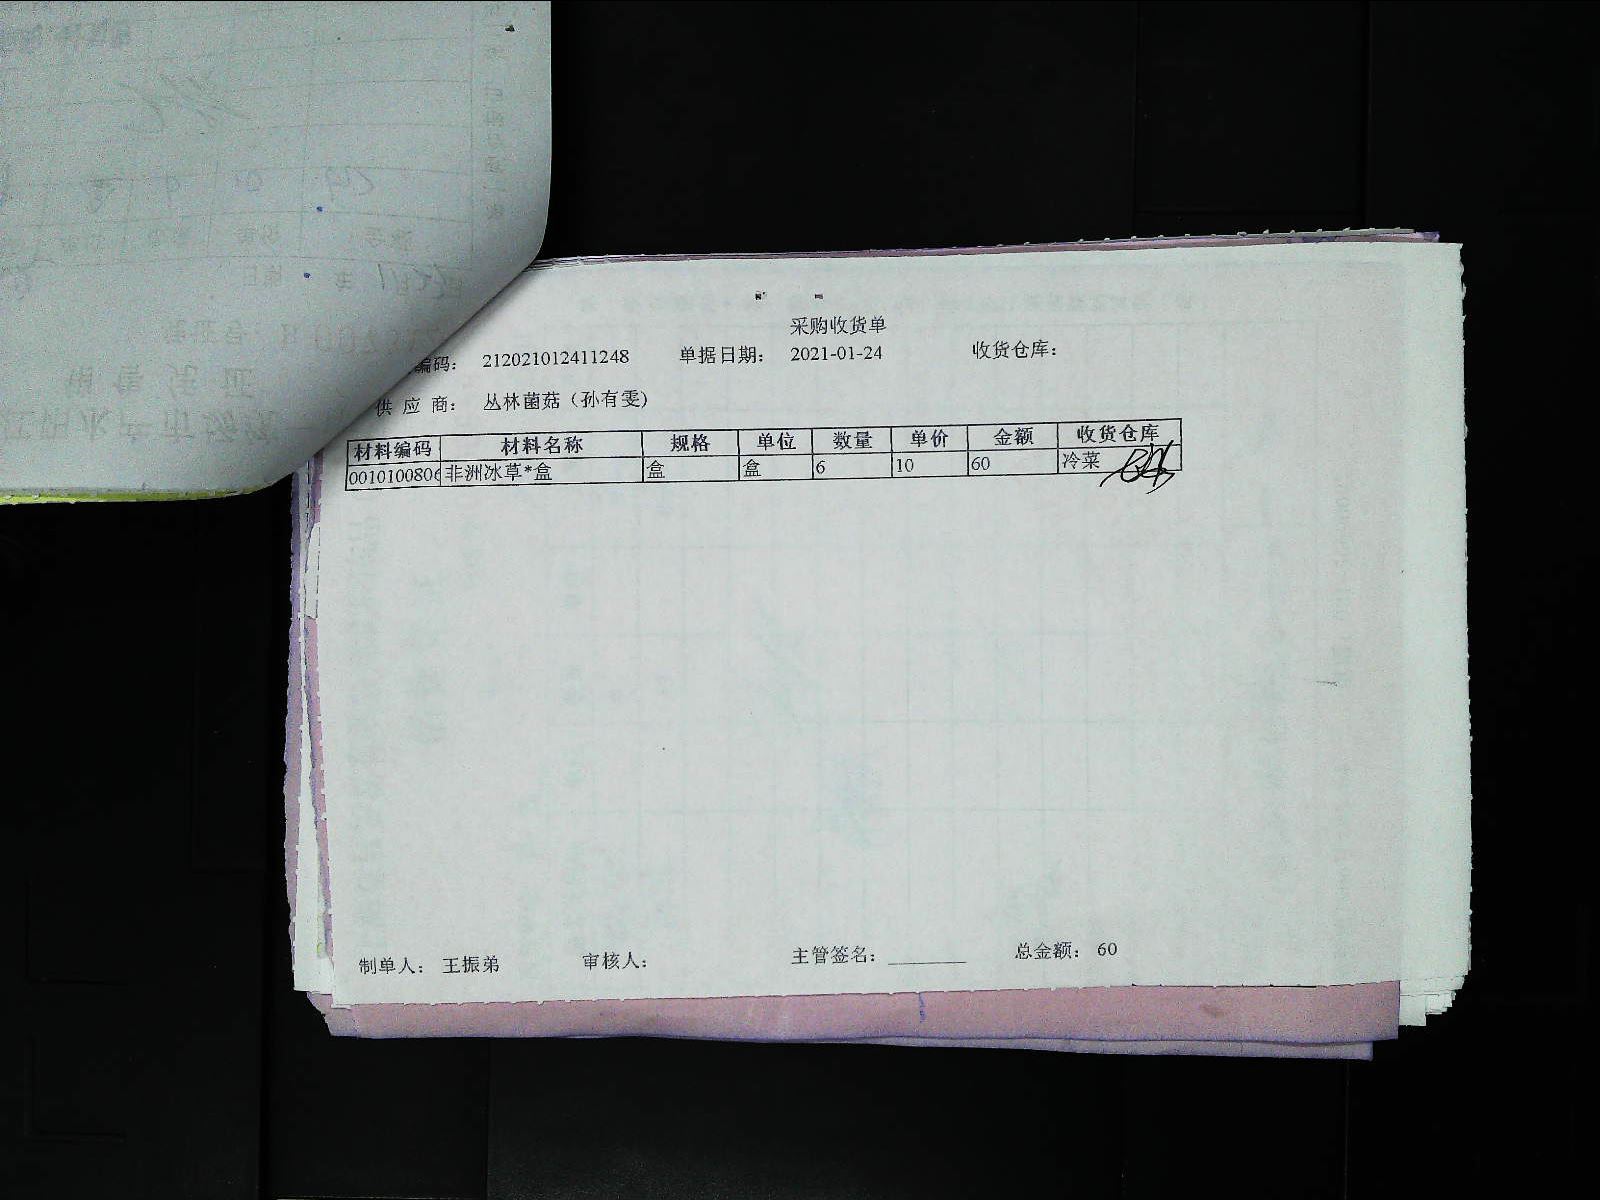 采购收货单
编码： 212021012411248 单据日期： 2021-01-24 收货仓库：
供 应 商： 丛林菌菇（孙有雯）
材料编码 材料名称 规格 单位 数量 单价 金额 收货仓库
0010100806 非洲冰草*盒 盒 盒 6 10 60 冷菜
制单人： 王振弟 审核人： 主管签名：________ 总金额： 60